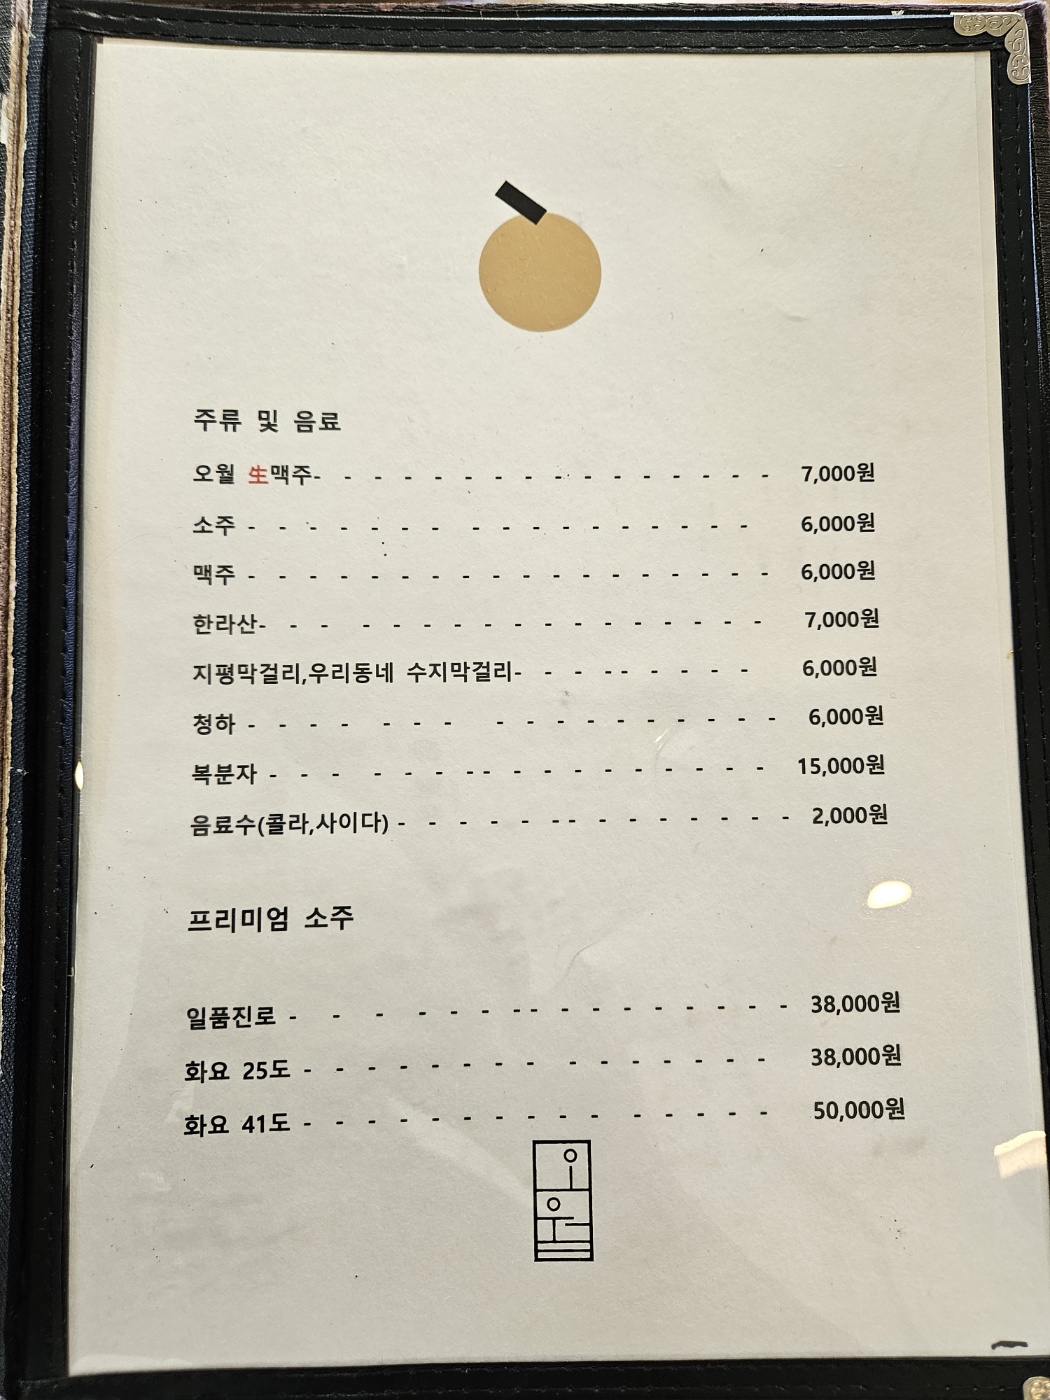 주류 및 음료
오월 生맥주- - - - - - - - - - - - - - - - 7,000원
소주 - - - - - - - - - - - - - - - - 6,000원
맥주 - - - - - - - - - - - - - - - - - - 6,000원
한라산- - - - - - - - - - - - - - - - - 7,000원
지평막걸리,우리동네 수지막걸리- - - - - - - - 6,000원
청하 - - - - - - - - - - - - - - - - - 6,000원
복분자 - - - - - - - - - - - - - - - - - 15,000원
음료수(콜라,사이다) - - - - - - - - - - - - - - 2,000원
프리미엄 소주
일품진로 - - - - - - - - - - - - - - - 38,000원
화요 25도 - - - - - - - - - - - - - - - 38,000원
화요 41도 - - - - - - - - - - - - - - - 50,000원
오월